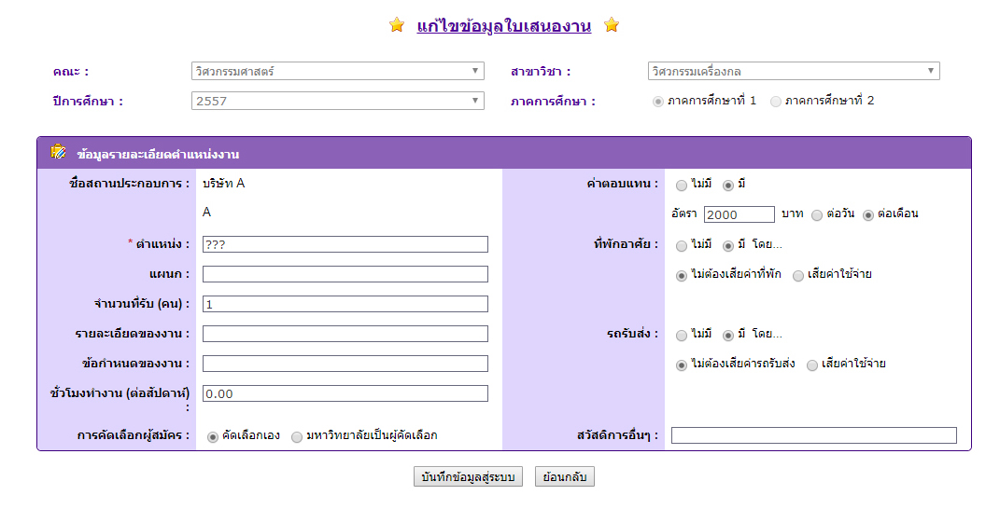 แก้ไขข้อมูลใบเสนองาน
คณะ : วิศวกรรมศาสตร์ สาขาวิชา : วิศวกรรมเครื่องกล
ปีการศึกษา : 2557 ภาคการศึกษา : ภาคการศึกษาที่ 1 ภาคการศึกษาที่ 2
ข้อมูลรายละเอียดตำแหน่งงาน
ชื่อสถานประกอบการ : บริษัท A ค่าตอบแทน : ไม่มี มี
A อัตรา 2000 บาท ต่อวัน ต่อเดือน
* ตำแหน่ง : ??? ที่พักอาศัย : ไม่มี มี โดย...
แผนก : ไม่ต้องเสียค่าที่พัก เสียค่าใช้จ่าย
จำนวนที่รับ (คน) : 1
รายละเอียดของงาน : รถรับส่ง : ไม่มี มี โดย...
ข้อกำหนดของงาน : ไม่ต้องเสียค่ารถรับส่ง เสียค่าใช้จ่าย
ชั่วโมงทำงาน (ต่อสัปดาห์) 0.00
:
การคัดเลือกผู้สมัคร : คัดเลือกเอง มหาวิทยาลัยเป็นผู้คัดเลือก สวัสดิการอื่นๆ :
บันทึกข้อมูลสู่ระบบ ย้อนกลับ